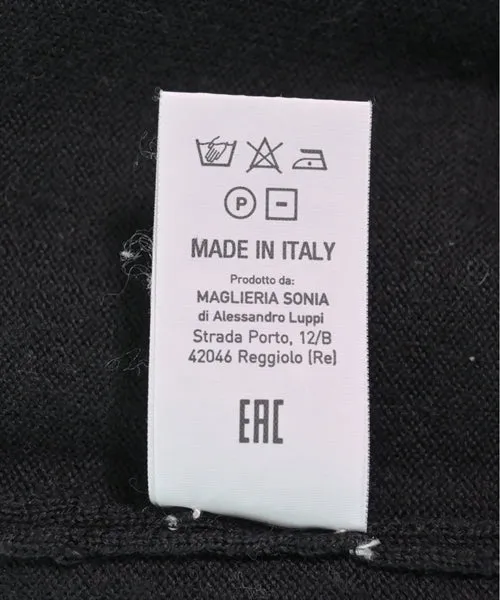 P
MADE IN ITALY
Prodotto da:
MAGLIERIA SONIA
di Alessandro Luppi
Strada Porto, 12/B
42046 Reggiolo (Re)
EAC